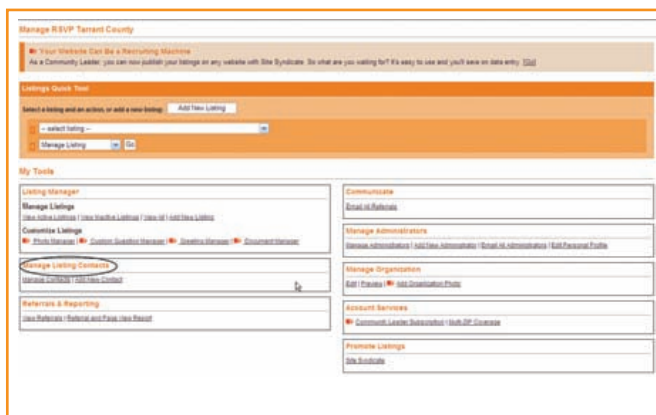 Manage RSVP Tarrant County
Your Website Can Be a Recruiting Machine
As a Community Leader, you can now publish your listings on any website with Site Syndicate. So what are you waiting for? It's easy to use and you'll save on data entry. [Go]
Listings Quick Tool
Select a listing and an action, or add a new listing: Add New Listing
-- select listing --
Manage Listing Go
My Tools
Listing Manager
Manage Listings
View Active Listings | View Inactive Listings | View All | Add New Listing
Customize Listings
Photo Manager | Custom Question Manager | Greeting Manager | Document Manager
Manage Listing Contacts
Manage Contacts | Add New Contact
Referrals & Reporting
View Referrals | Referral and Page View Report
Communicate
Email All Referrals
Manage Administrators
Manage Administrators | Add New Administrator | Email All Administrators | Edit Personal Profile
Manage Organization
Edit | Preview | Add Organization Photo
Account Services
Community Leader Subscription | Multi-ZIP Coverage
Promote Listings
Site Syndicate